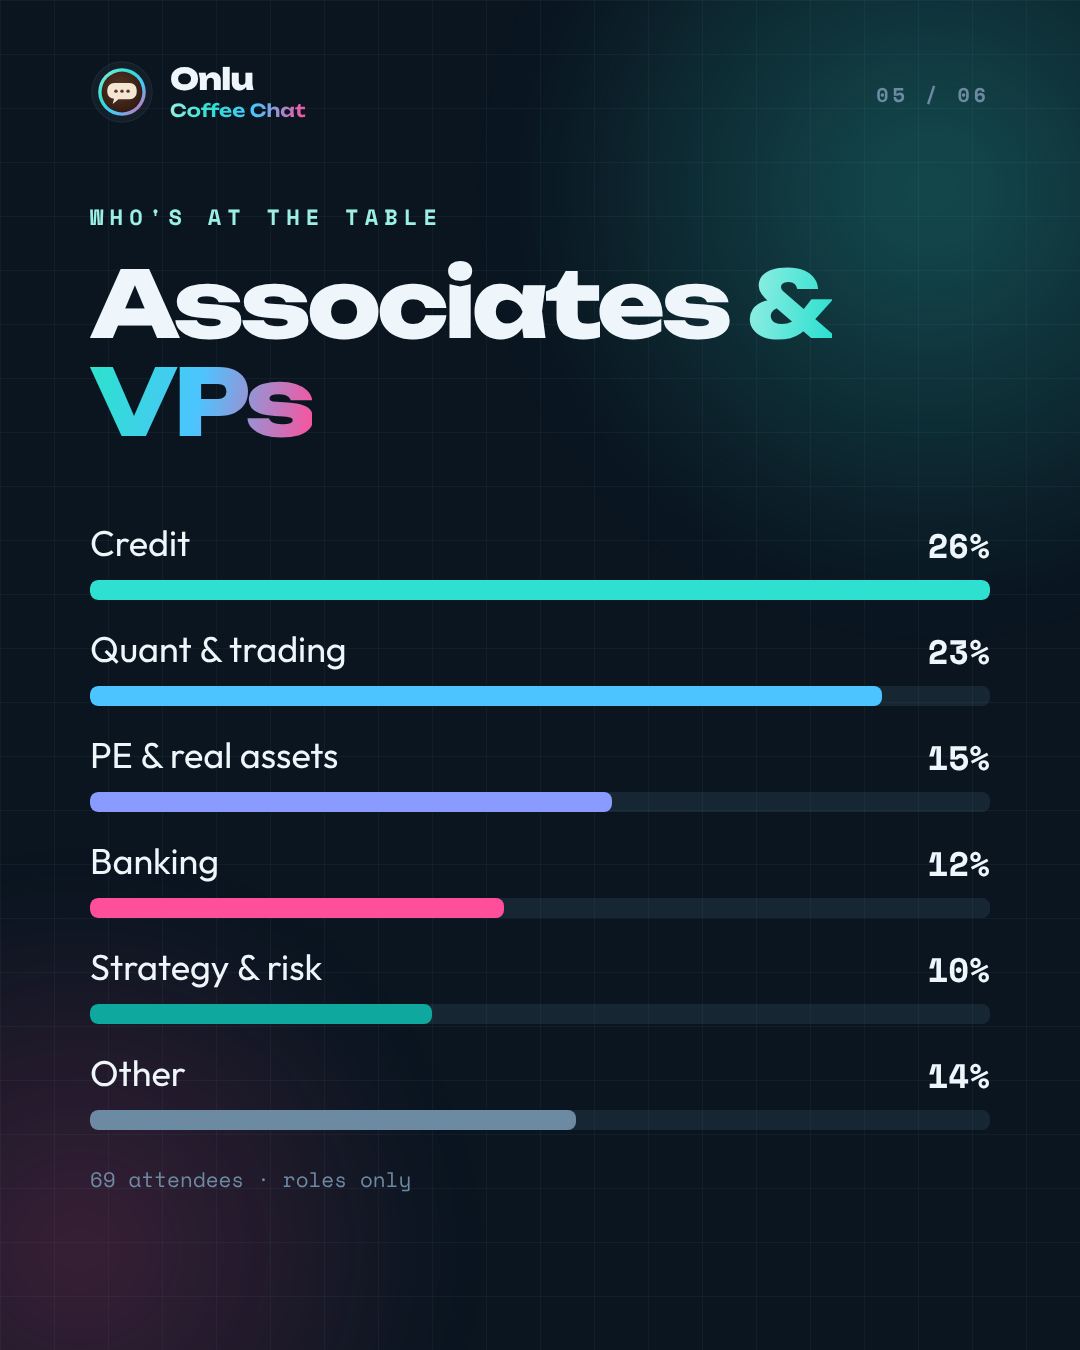 Onlu
Coffee Chat
05 / 06
WHO'S AT THE TABLE
Associates &
VPs
Credit 26%
Quant & trading 23%
PE & real assets 15%
Banking 12%
Strategy & risk 10%
Other 14%
69 attendees · roles only